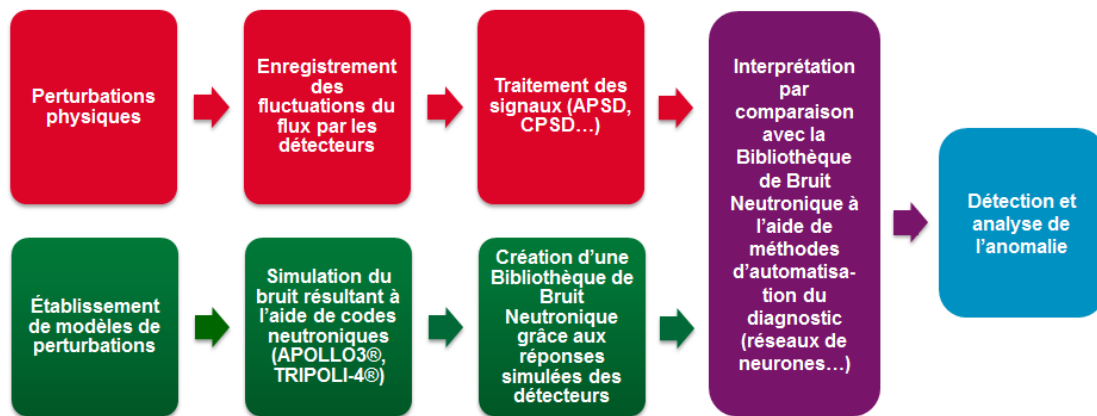 Perturbations
physiques
Enregistrement
des
fluctuations du
flux par les
détecteurs
Traitement des
signaux (APSD,
CPSD…)
Établissement
de modèles de
perturbations
Simulation du
bruit résultant à
l’aide de codes
neutroniques
(APOLLO3®,
TRIPOLI-4®)
Création d’une
Bibliothèque de
Bruit
Neutronique
grâce aux
réponses
simulées des
détecteurs
Interprétation
par
comparaison
avec la
Bibliothèque
de Bruit
Neutronique à
l’aide de
méthodes
d’automatisa-
tion du
diagnostic
(réseaux de
neurones…)
Détection et
analyse de
l’anomalie